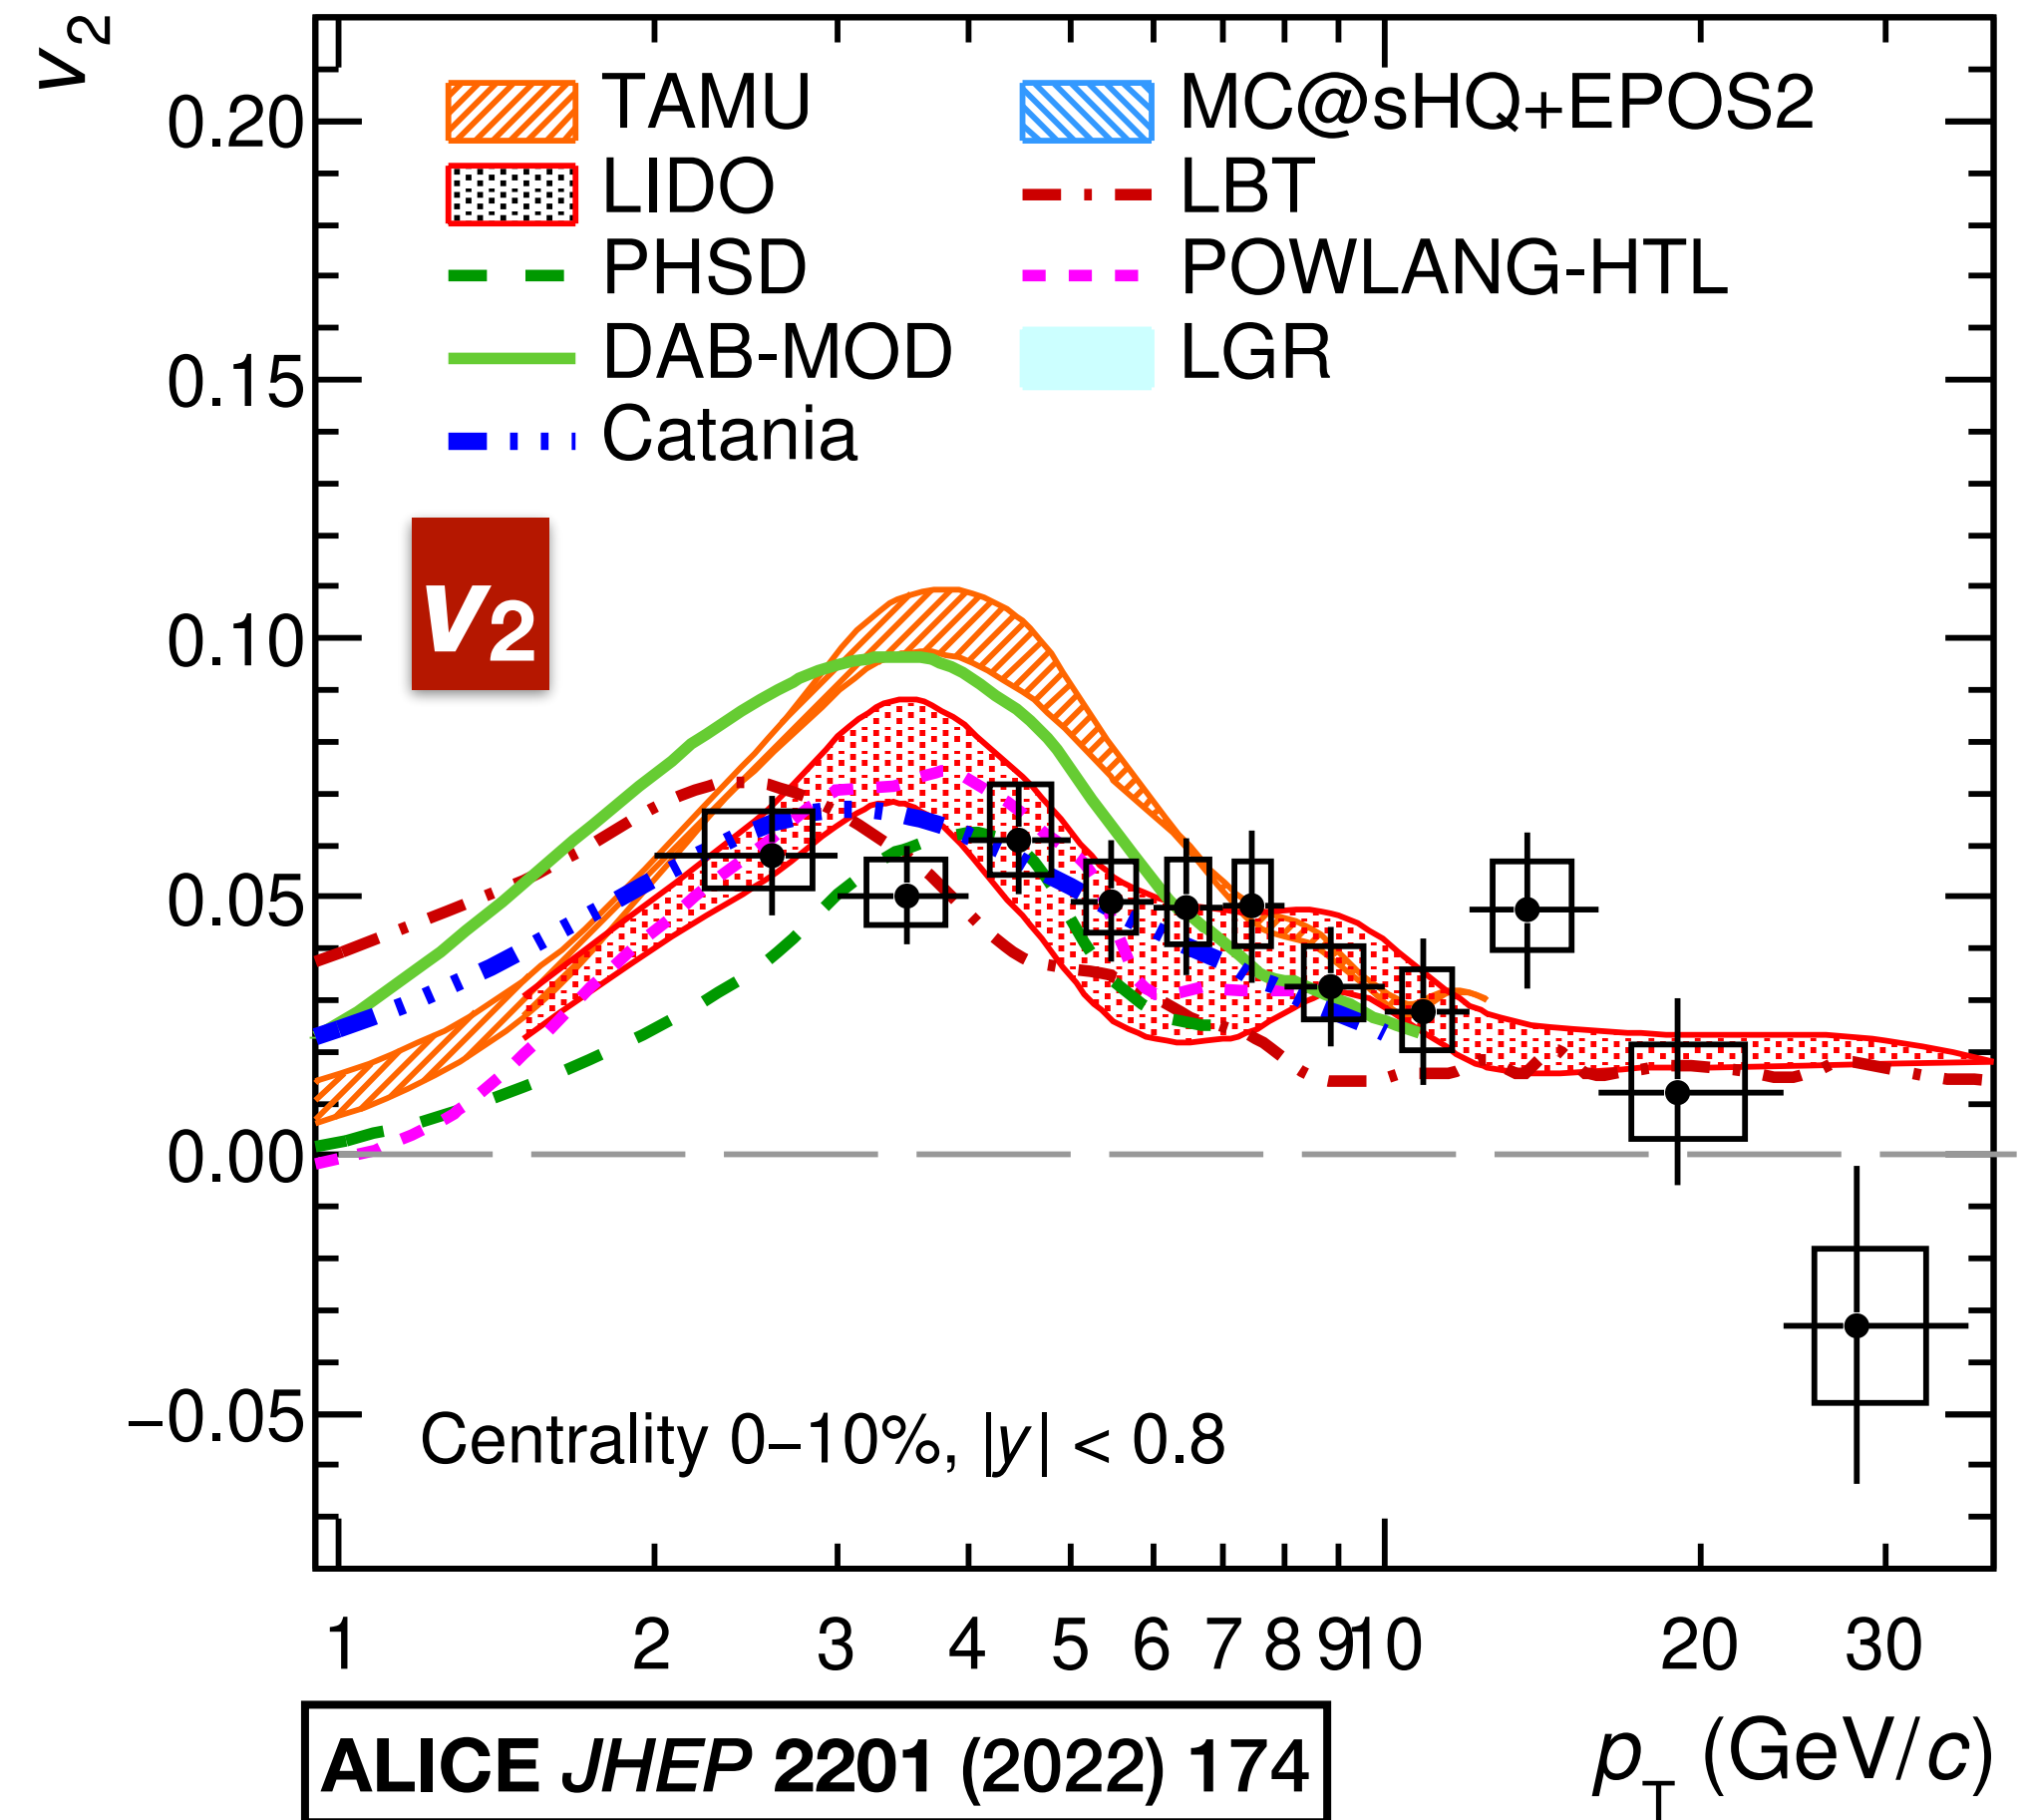 v2
0.20
0.15
0.10
0.05
0.00
−0.05
TAMU
MC@sHQ+EPOS2
LIDO
LBT
PHSD
POWLANG-HTL
DAB-MOD
LGR
Catania
v2
Centrality 0–10%, |y| < 0.8
1 2 3 4 5 6 7 8 910 20 30
ALICE JHEP 2201 (2022) 174
pT (GeV/c)